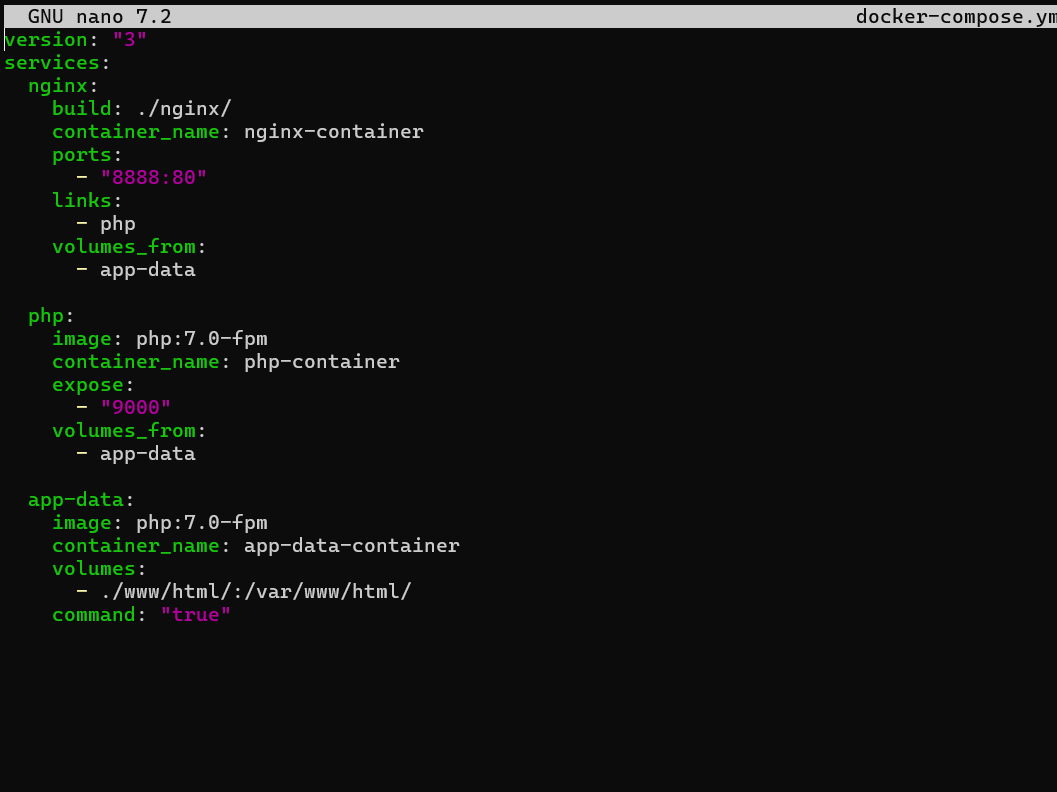 GNU nano 7.2 docker-compose.ym
version: "3"
services:
  nginx:
    build: ./nginx/
    container_name: nginx-container
    ports:
      - "8888:80"
    links:
      - php
    volumes_from:
      - app-data

  php:
    image: php:7.0-fpm
    container_name: php-container
    expose:
      - "9000"
    volumes_from:
      - app-data

  app-data:
    image: php:7.0-fpm
    container_name: app-data-container
    volumes:
      - ./www/html/:/var/www/html/
    command: "true"